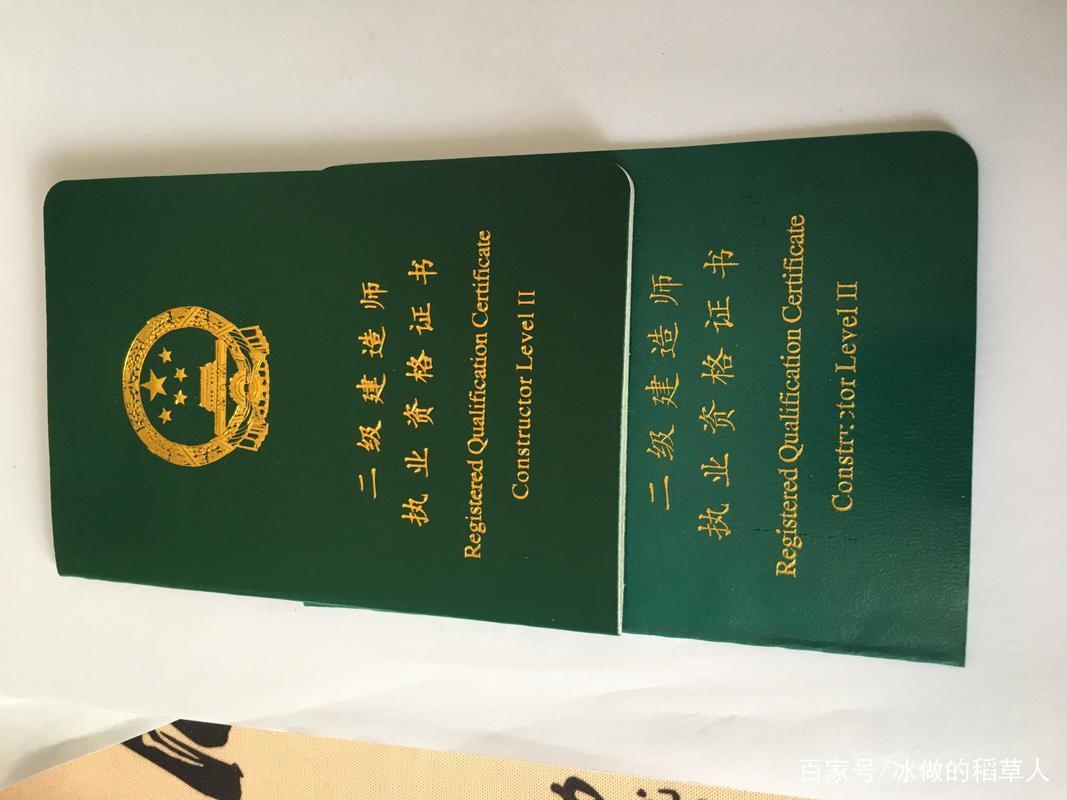 二级建造师
执业资格证书
Registered Qualification Certificate
Constructor Level II
二级建造师
执业资格证书
Registered Qualification Certificate
Constr tor Level II
百家号/冰做的稻草人